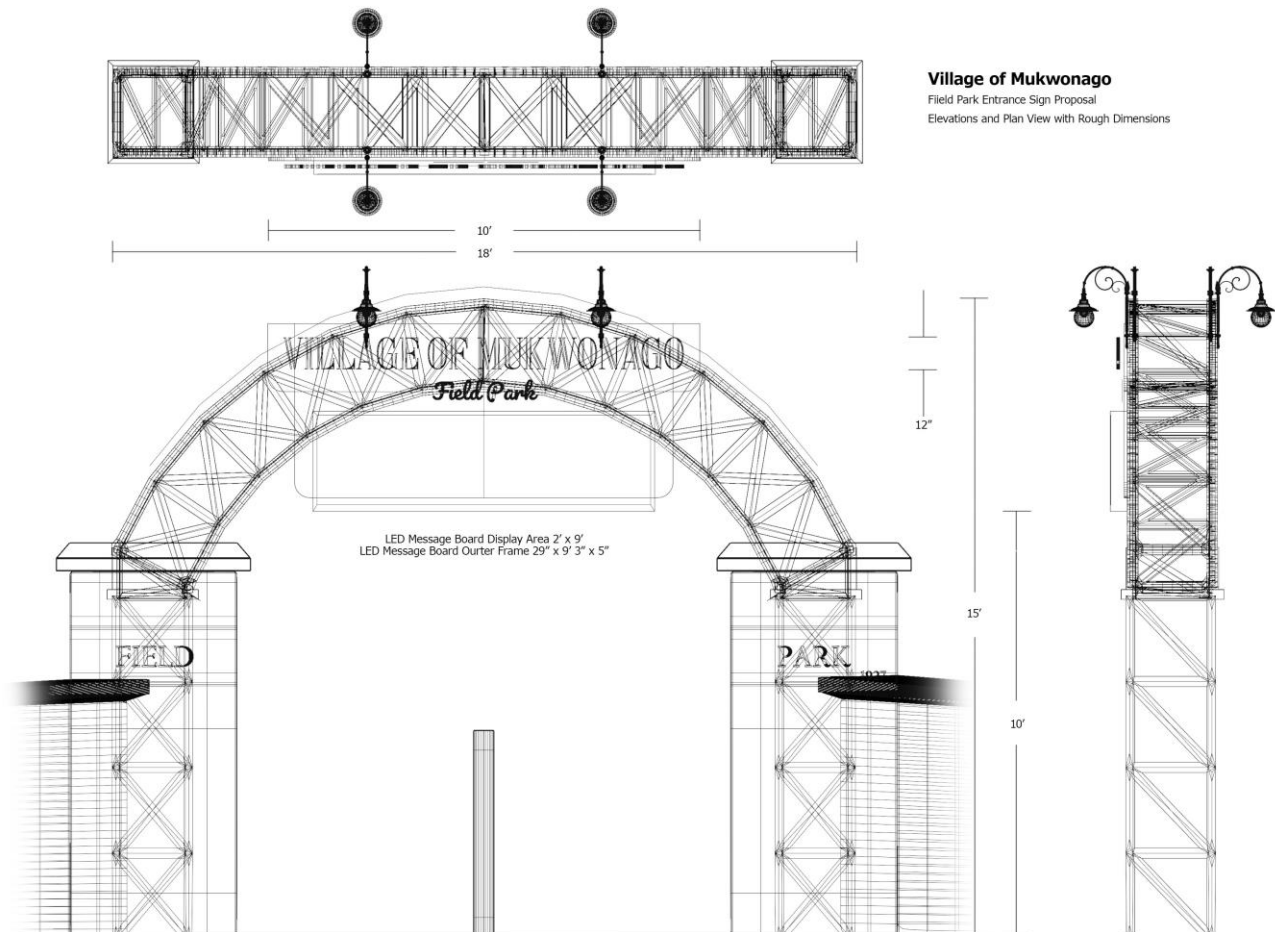 Village of Mukwonago
Fiield Park Entrance Sign Proposal
Elevations and Plan View with Rough Dimensions
10'
18'
VILLAGE OF MUKWONAGO
Field Park
12"
LED Message Board Display Area 2' x 9'
LED Message Board Ourter Frame 29" x 9' 3" x 5"
15'
FIELD
PARK
10'